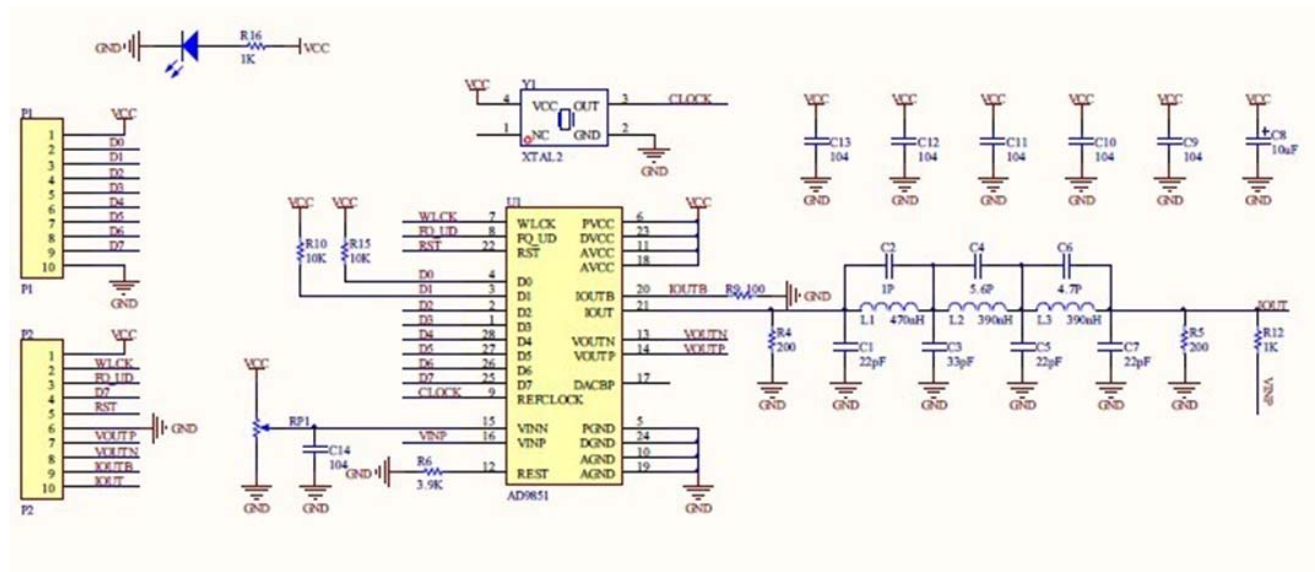 GND
R16
1K
VCC
P1
VCC
1
2 D0
3 D1
4 D2
5 D3
6 D4
7 D5
8 D6
9 D7
10
GND
P1
P2
VCC
1
2 WLCK
3 FQ_UD
4 D7
5 RST
6 GND
7 VOUTP
8 VOUTN
9 IOUTB
10 IOUT
P2
VCC
Y1
4 VCC OUT 3 CLOCK
1 NC GND 2
XTAL2
GND
VCC VCC
R10
10K
R15
10K
VCC
RP1
C14
104
GND GND
GND
R6
3.9K
U1
WLCK 7 WLCK
FQ_UD 8 FQ_UD
RST 22 RST
D0 4 D0
D1 3 D1
D2 2 D2
D3 1 D3
D4 28 D4
D5 27 D5
D6 26 D6
D7 25 D7
CLOCK 9 REFCLOCK
15 VINN
VINP 16 VINP
12 REST
PVCC 6
DVCC 23
AVCC 11
AVCC 18
VCC
IOUTB 20 IOUTB
IOUT 21
VOUTN 13 VOUTN
VOUTP 14 VOUTP
DACBP 17
PGND 5
DGND 24
AGND 10
AGND 19
GND
AD9851
R9 100
GND
VCC VCC VCC VCC VCC VCC
C13
104
C12
104
C11
104
C10
104
C9
104
+
C8
10uF
GND GND GND GND GND GND
C2
1P
C4
5.6P
C6
4.7P
L1 470nH
L2 390nH
L3 390nH
IOUT
R4
200
C1
22pF
C3
33pF
C5
22pF
C7
22pF
R5
200
R12
1K
VINP
GND GND GND GND GND GND